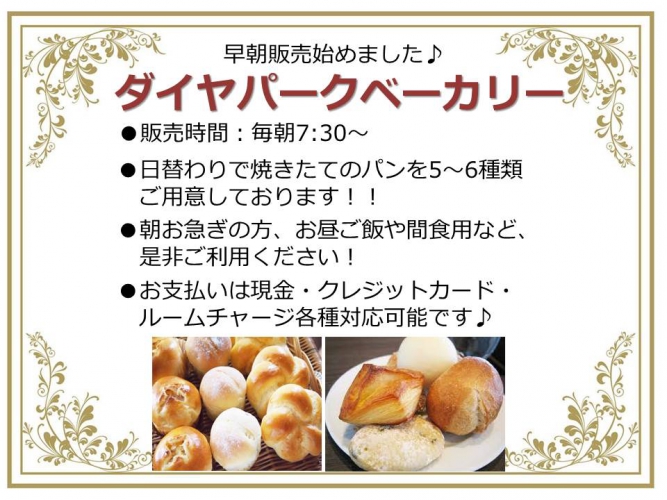 早朝販売始めました♪
ダイヤパークベーカリー
●販売時間：毎朝7:30～
●日替わりで焼きたてのパンを5～6種類
ご用意しております！！
●朝お急ぎの方、お昼ご飯や間食用など、
是非ご利用ください！
●お支払いは現金・クレジットカード・
ルームチャージ各種対応可能です♪